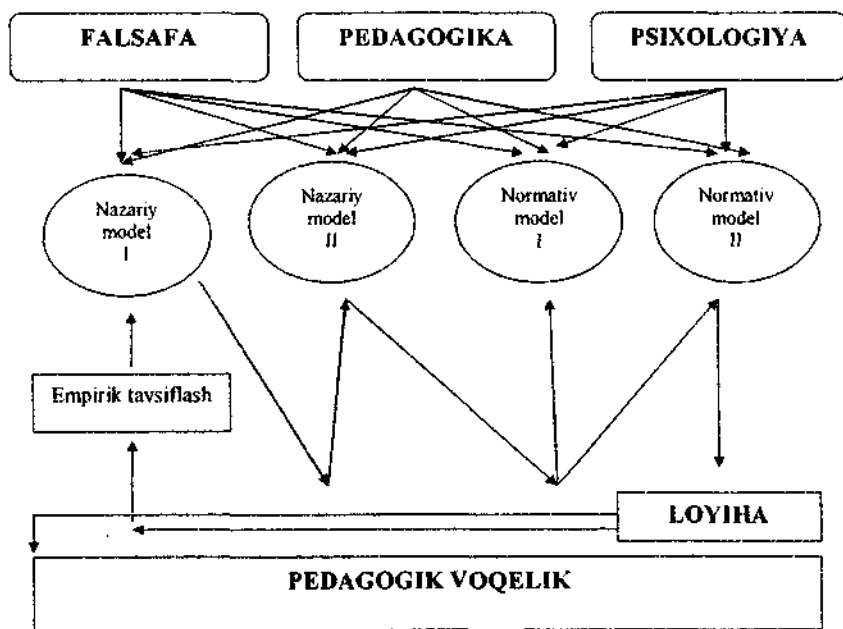 FALSAFA
PEDAGOGIKA
PSIXOLOGIYA
Nazariy
model
I
Nazariy
model
II
Normativ
model
I
Normativ
model
II
Empirik tavsiflash
LOYIHA
PEDAGOGIK VOQELIK